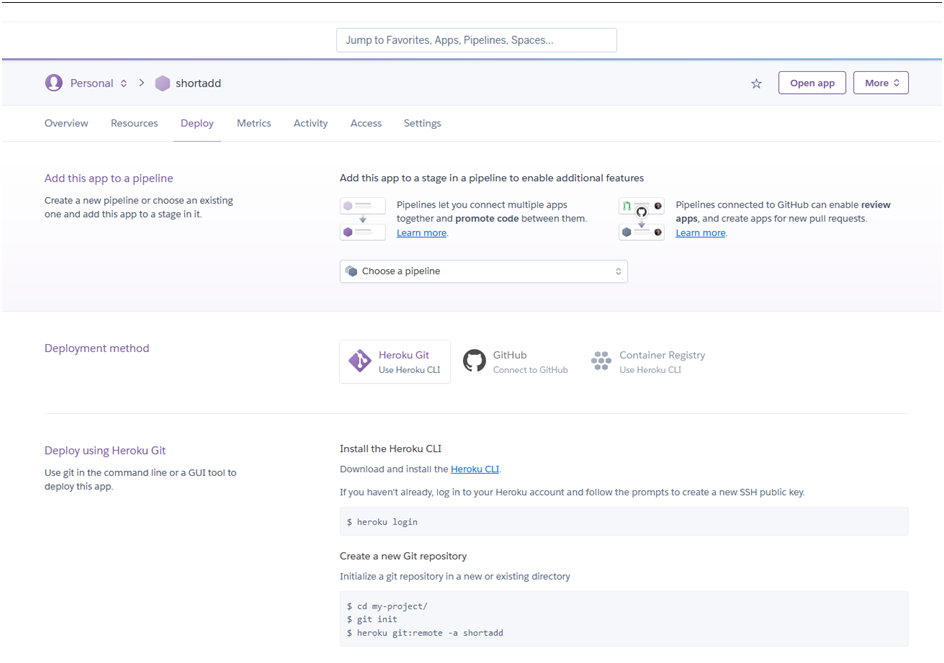 Jump to Favorites, Apps, Pipelines, Spaces...
Personal
shortadd
Open app
More
Overview
Resources
Deploy
Metrics
Activity
Access
Settings
Add this app to a pipeline
Create a new pipeline or choose an existing
one and add this app to a stage in it.
Add this app to a stage in a pipeline to enable additional features
Pipelines let you connect multiple apps
together and promote code between them.
Learn more.
Pipelines connected to GitHub can enable review
apps, and create apps for new pull requests.
Learn more.
Choose a pipeline
Deployment method
Heroku Git
Use Heroku CLI
GitHub
Connect to GitHub
Container Registry
Use Heroku CLI
Deploy using Heroku Git
Use git in the command line or a GUI tool to
deploy this app.
Install the Heroku CLI
Download and install the Heroku CLI.
If you haven't already, log in to your Heroku account and follow the prompts to create a new SSH public key.
$ heroku login
Create a new Git repository
Initialize a git repository in a new or existing directory
$ cd my-project/
$ git init
$ heroku git:remote -a shortadd